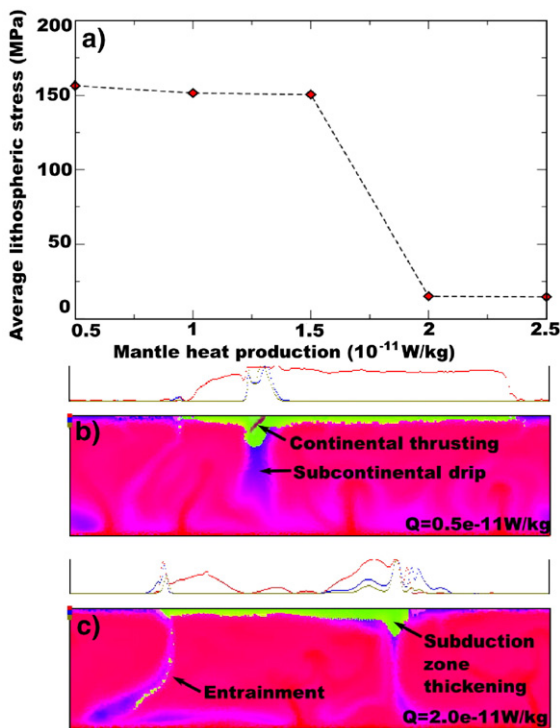 a)
Average lithospheric stress (MPa)
200
150
100
50
0
0.5 1 1.5 2 2.5
Mantle heat production (10⁻¹¹W/kg)
b)
Continental thrusting
Subcontinental drip
Q=0.5e-11W/kg
c)
Subduction
zone
thickening
Entrainment
Q=2.0e-11W/kg